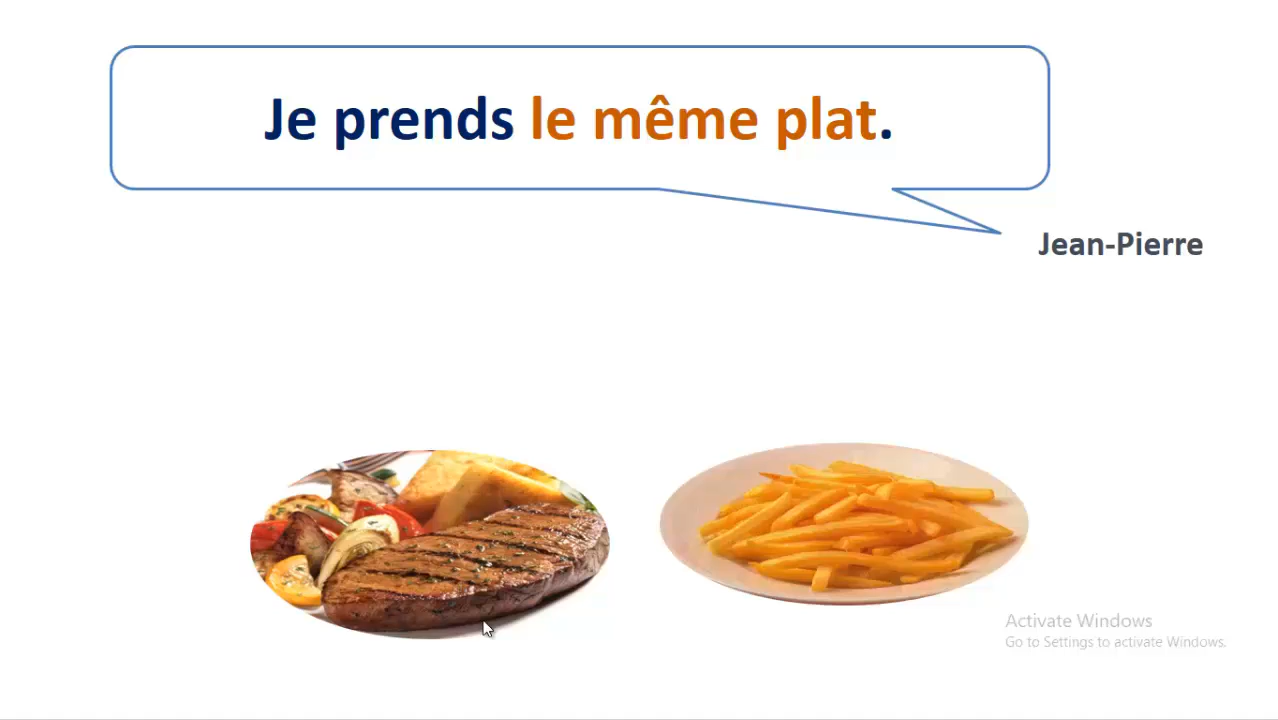 Je prends le même plat.
Jean-Pierre
Activate Windows
Go to Settings to activate Windows.